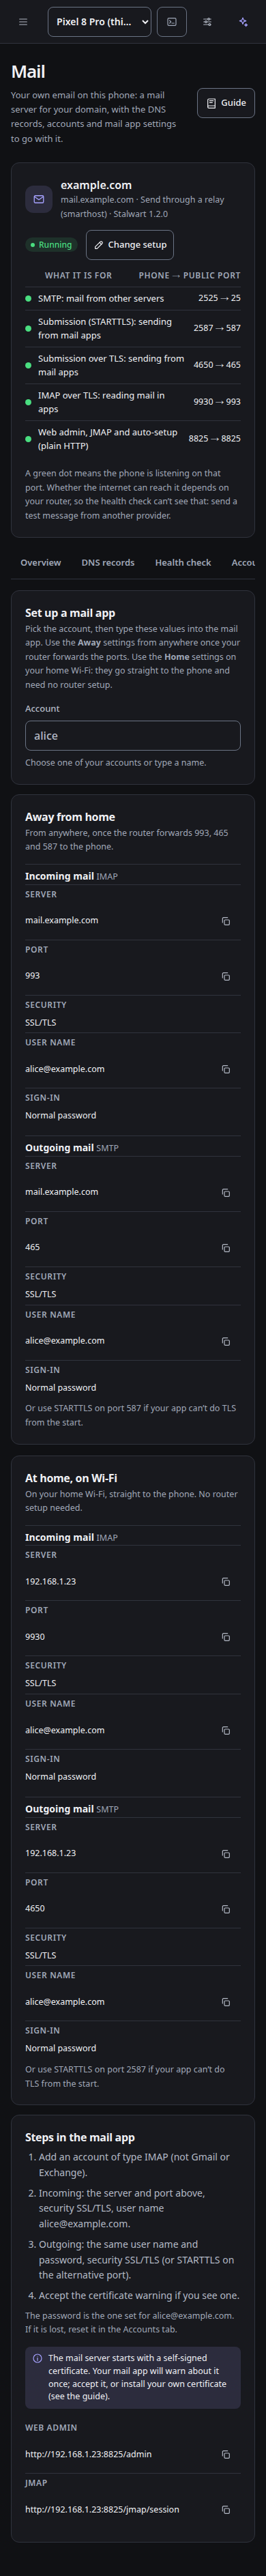 Pixel 8 Pro (thi...
Mail
Your own email on this phone: a mail
server for your domain, with the DNS
records, accounts and mail app settings
to go with it.
Guide
example.com
mail.example.com · Send through a relay
(smarthost) · Stalwart 1.2.0
Running
Change setup
WHAT IT IS FOR PHONE → PUBLIC PORT
SMTP: mail from other servers 2525 → 25
Submission (STARTTLS): sending
from mail apps 2587 → 587
Submission over TLS: sending from
mail apps 4650 → 465
IMAP over TLS: reading mail in
apps 9930 → 993
Web admin, JMAP and auto-setup
(plain HTTP) 8825 → 8825
A green dot means the phone is listening on that
port. Whether the internet can reach it depends on
your router, so the health check can't see that: send a
test message from another provider.
Overview DNS records Health check Accou
Set up a mail app
Pick the account, then type these values into the mail
app. Use the Away settings from anywhere once your
router forwards the ports. Use the Home settings on
your home Wi-Fi: they go straight to the phone and
need no router setup.
Account
alice
Choose one of your accounts or type a name.
Away from home
From anywhere, once the router forwards 993, 465
and 587 to the phone.
Incoming mail IMAP
SERVER
mail.example.com
PORT
993
SECURITY
SSL/TLS
USER NAME
alice@example.com
SIGN-IN
Normal password
Outgoing mail SMTP
SERVER
mail.example.com
PORT
465
SECURITY
SSL/TLS
USER NAME
alice@example.com
SIGN-IN
Normal password
Or use STARTTLS on port 587 if your app can't do TLS
from the start.
At home, on Wi-Fi
On your home Wi-Fi, straight to the phone. No router
setup needed.
Incoming mail IMAP
SERVER
192.168.1.23
PORT
9930
SECURITY
SSL/TLS
USER NAME
alice@example.com
SIGN-IN
Normal password
Outgoing mail SMTP
SERVER
192.168.1.23
PORT
4650
SECURITY
SSL/TLS
USER NAME
alice@example.com
SIGN-IN
Normal password
Or use STARTTLS on port 2587 if your app can't do
TLS from the start.
Steps in the mail app
1. Add an account of type IMAP (not Gmail or
Exchange).
2. Incoming: the server and port above,
security SSL/TLS, user name
alice@example.com.
3. Outgoing: the same user name and
password, security SSL/TLS (or STARTTLS on
the alternative port).
4. Accept the certificate warning if you see one.
The password is the one set for alice@example.com.
If it is lost, reset it in the Accounts tab.
The mail server starts with a self-signed
certificate. Your mail app will warn about it
once; accept it, or install your own certificate
(see the guide).
WEB ADMIN
http://192.168.1.23:8825/admin
JMAP
http://192.168.1.23:8825/jmap/session